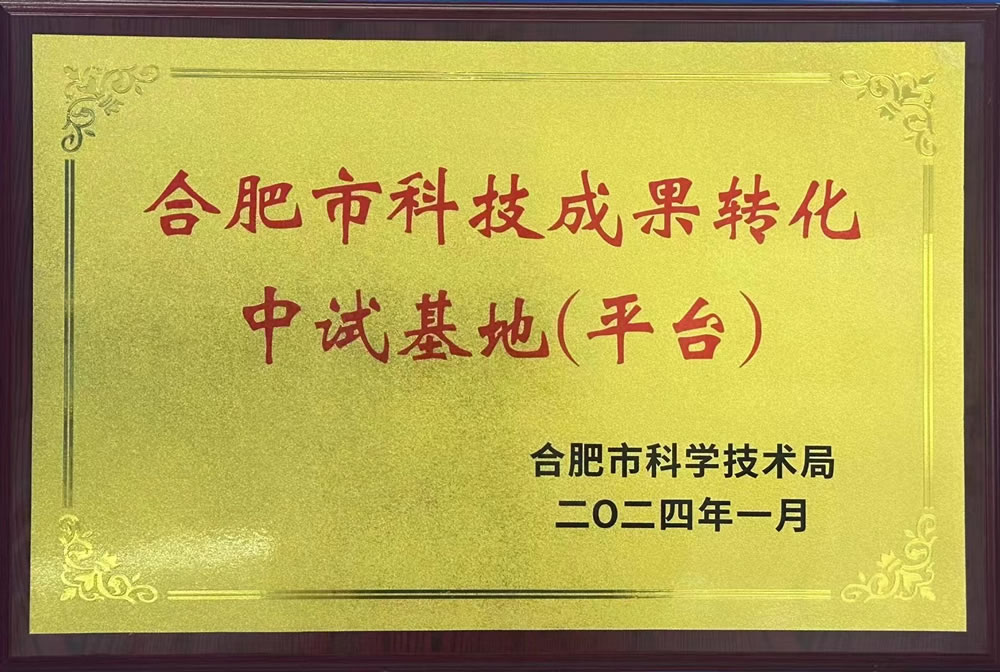 合肥市科技成果转化
中试基地(平台)
合肥市科学技术局
二O二四年一月